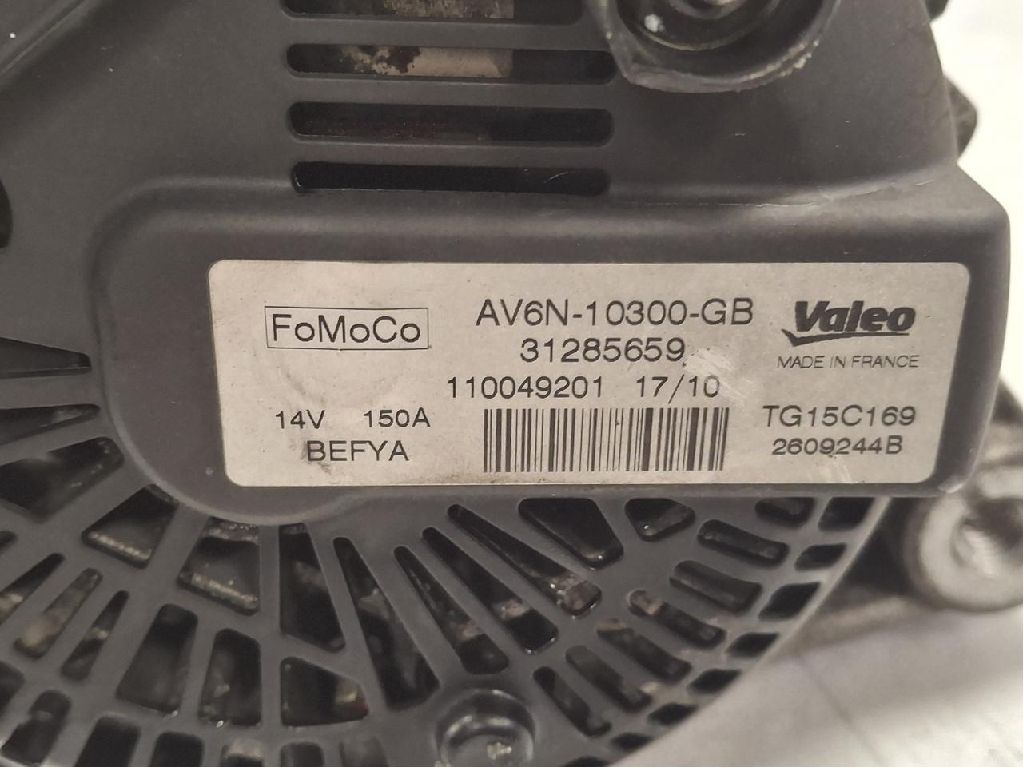 FoMoCo AV6N-10300-GB Valeo
31285659 MADE IN FRANCE
110049201 17/10
14V 150A TG15C169
BEFYA 2609244B